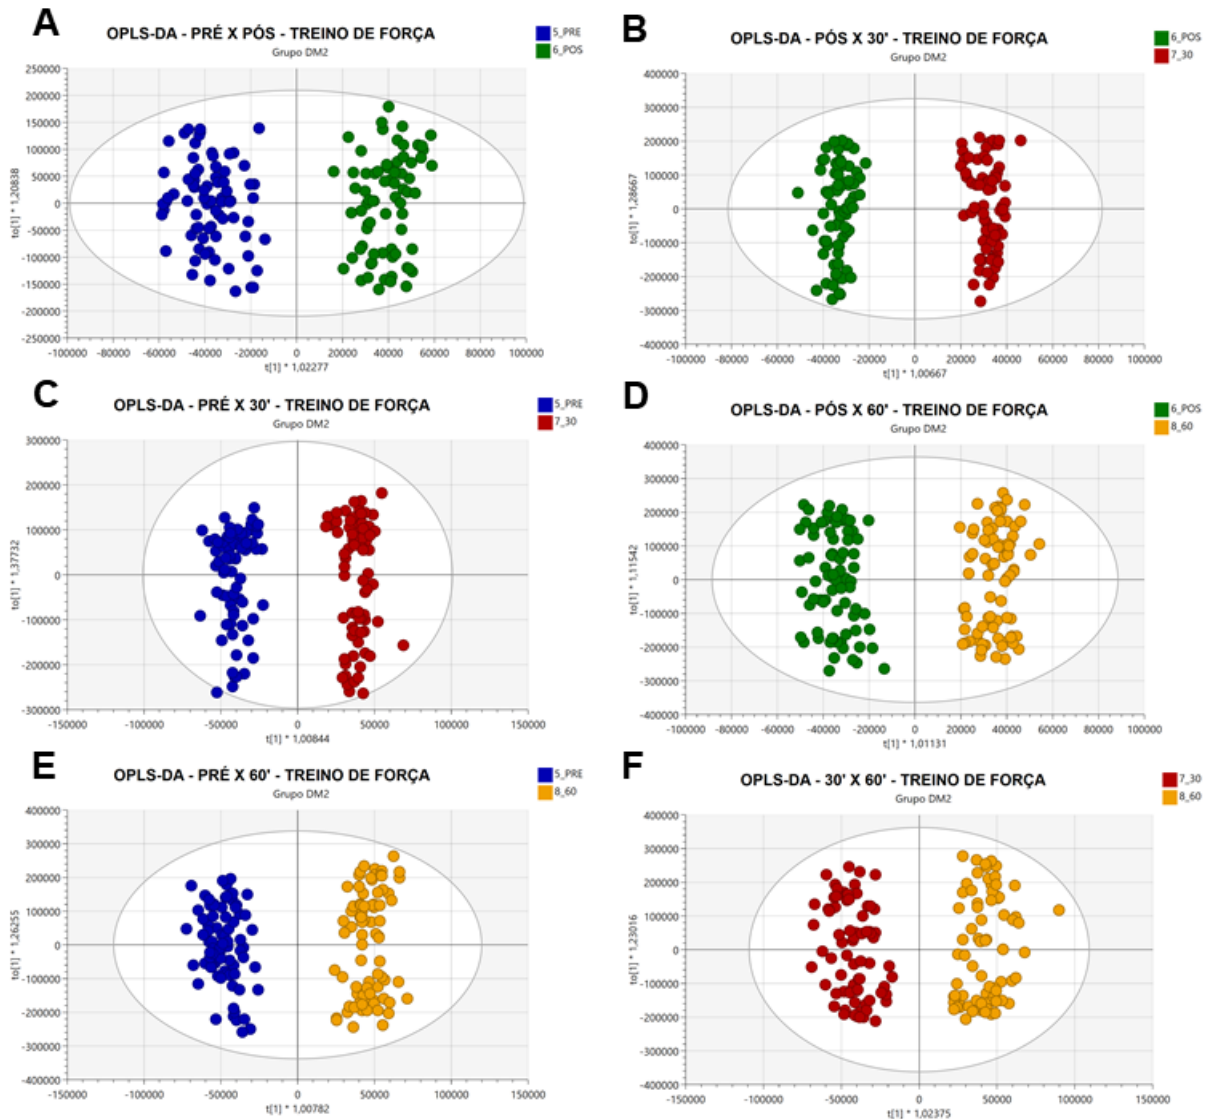 A
OPLS-DA - PRÉ X PÓS - TREINO DE FORÇA
Grupo DM2
5_PRE
6_POS
250000
200000
150000
100000
50000
0
-50000
-100000
-150000
-200000
-250000
to[1] * 1,20838
-100000 -80000 -60000 -40000 -20000 0 20000 40000 60000 80000 100000
t[1] * 1,02277
B
OPLS-DA - PÓS X 30' - TREINO DE FORÇA
Grupo DM2
6_POS
7_30
400000
300000
200000
100000
0
-100000
-200000
-300000
-400000
to[1] * 1,28667
-100000 -80000 -60000 -40000 -20000 0 20000 40000 60000 80000 100000
t[1] * 1,00667
C
OPLS-DA - PRÉ X 30' - TREINO DE FORÇA
Grupo DM2
5_PRE
7_30
300000
200000
100000
0
-100000
-200000
-300000
to[1] * 1,37732
-150000 -100000 -50000 0 50000 100000 150000
t[1] * 1,00844
D
OPLS-DA - PÓS X 60' - TREINO DE FORÇA
Grupo DM2
6_POS
8_60
400000
300000
200000
100000
0
-100000
-200000
-300000
-400000
to[1] * 1,11542
-100000 -80000 -60000 -40000 -20000 0 20000 40000 60000 80000 100000
t[1] * 1,01131
E
OPLS-DA - PRÉ X 60' - TREINO DE FORÇA
Grupo DM2
5_PRE
8_60
400000
300000
200000
100000
0
-100000
-200000
-300000
-400000
to[1] * 1,26255
-150000 -100000 -50000 0 50000 100000 150000
t[1] * 1,00782
F
OPLS-DA - 30' X 60' - TREINO DE FORÇA
Grupo DM2
7_30
8_60
400000
300000
200000
100000
0
-100000
-200000
-300000
-400000
to[1] * 1,23016
-150000 -100000 -50000 0 50000 100000 150000
t[1] * 1,02375